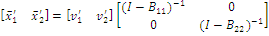 [x̄′₁ x̄′₂] = [v′₁ v′₂] [(I − B₁₁)⁻¹ 0
0 (I − B₂₂)⁻¹]